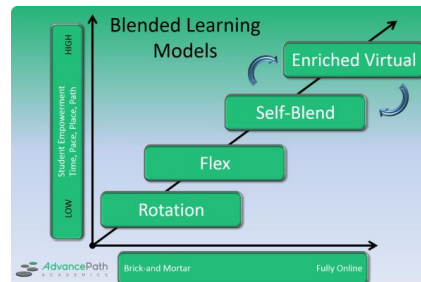 Blended Learning
Models
HIGH
Student Empowerment
Time, Pace, Place, Path
LOW
Enriched Virtual
Self-Blend
Flex
Rotation
AdvancePath
ACADEMICS
Brick-and Mortar
Fully Online